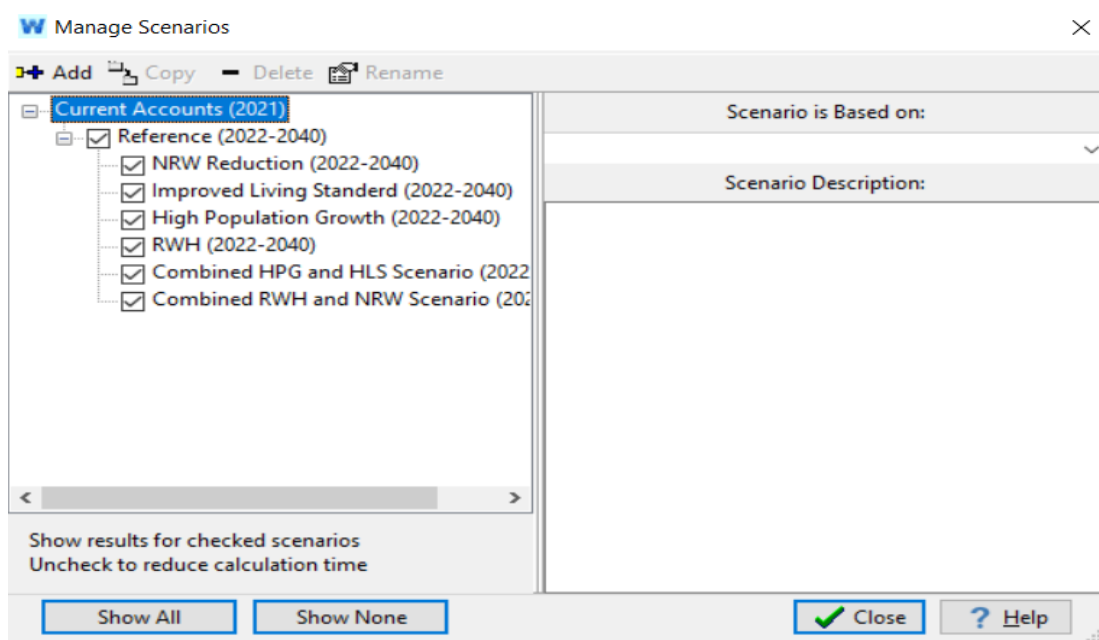 W Manage Scenarios
Add Copy Delete Rename
Current Accounts (2021)
Reference (2022-2040)
NRW Reduction (2022-2040)
Improved Living Standerd (2022-2040)
High Population Growth (2022-2040)
RWH (2022-2040)
Combined HPG and HLS Scenario (2022
Combined RWH and NRW Scenario (202
Scenario is Based on:
Scenario Description:
Show results for checked scenarios
Uncheck to reduce calculation time
Show All Show None Close ? Help